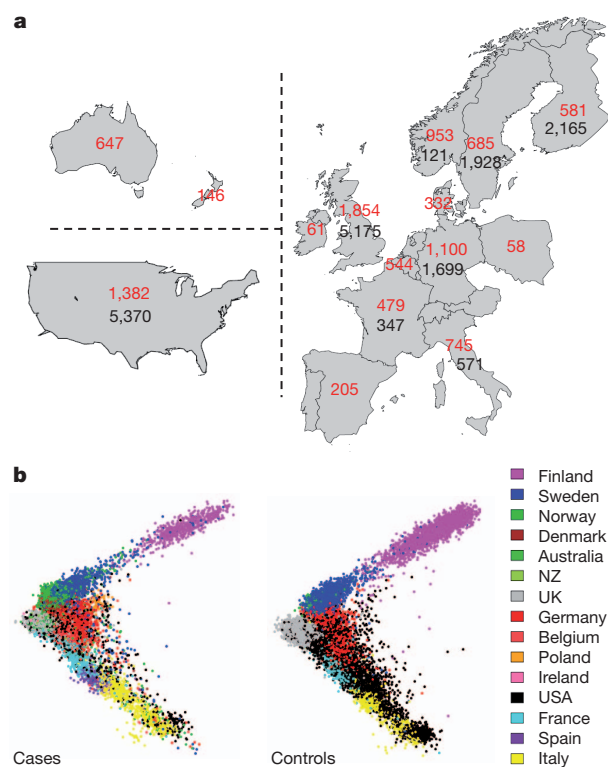 a
647
146
1,382
5,370
953
121
685
1,928
581
2,165
332
61
1,854
5,175
544
1,100
1,699
58
479
347
745
571
205
b
Cases
Controls
Finland
Sweden
Norway
Denmark
Australia
NZ
UK
Germany
Belgium
Poland
Ireland
USA
France
Spain
Italy